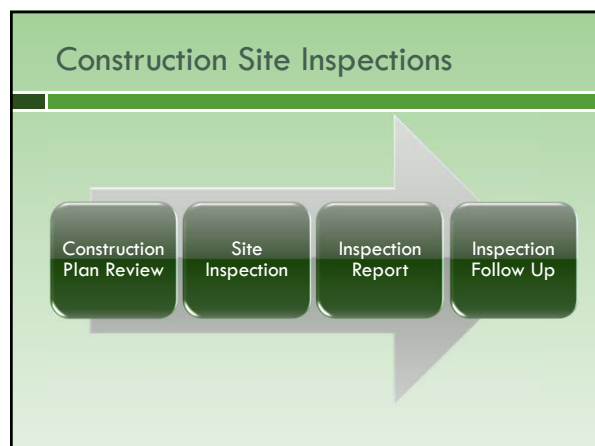 Construction Site Inspections
Construction
Plan Review
Site
Inspection
Inspection
Report
Inspection
Follow Up